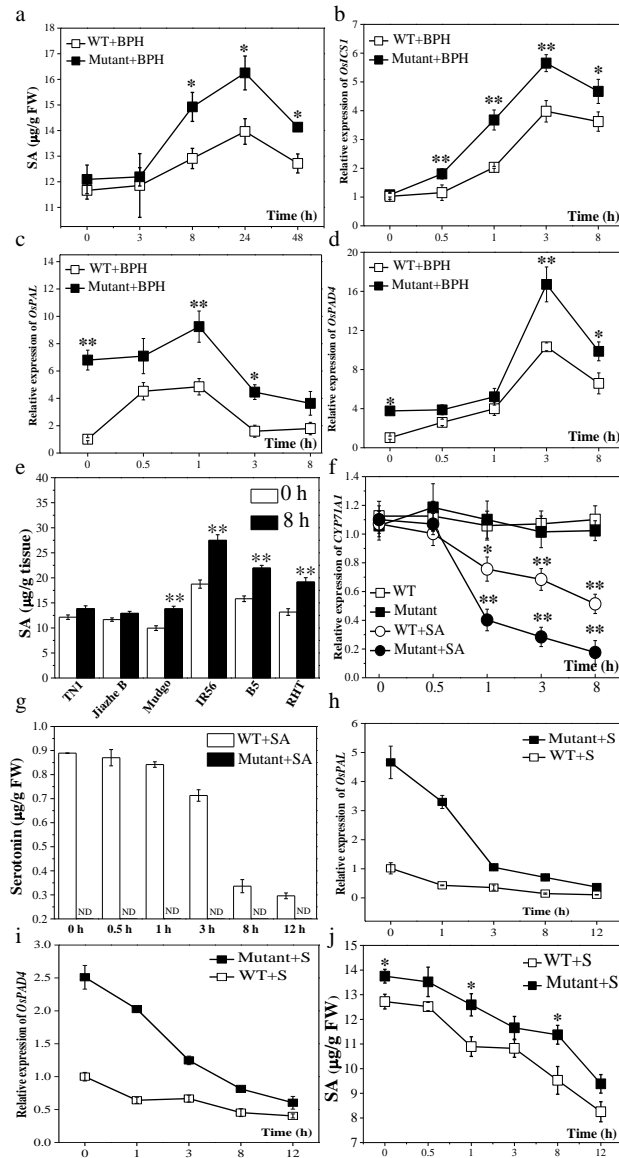 a
WT+BPH
Mutant+BPH
SA (µg/g FW)
18
17
16
15
14
13
12
11
*
*
*
Time (h)
0 3 8 24 48
b
WT+BPH
Mutant+BPH
Relative expression of OsICS1
7
6
5
4
3
2
1
0
**
**
**
*
Time (h)
0 0.5 1 3 8
c
WT+BPH
Mutant+BPH
Relative expression of OsPAL
16
14
12
10
8
6
4
2
0
**
**
*
Time (h)
0 0.5 1 3 8
d
WT+BPH
Mutant+BPH
Relative expression of OsPAD4
20
16
12
8
4
0
*
**
*
Time (h)
0 0.5 1 3 8
e
0 h
8 h
SA (µg/g tissue)
40
35
30
25
20
15
10
5
0
**
**
**
**
TN1 Jiazhe B Mudgo IR56 B5 RHT
f
Relative expression of CYP71A1
1.4
1.2
1.0
0.8
0.6
0.4
0.2
0.0
WT
Mutant
WT+SA
Mutant+SA
*
**
**
**
**
**
Time (h)
0 0.5 1 3 8
g
WT+SA
Mutant+SA
Serotonin (µg/g FW)
1.0
0.9
0.8
0.7
0.6
0.5
0.4
0.3
0.2
ND ND ND ND ND ND
0 h 0.5 h 1 h 3 h 8 h 12 h
h
Mutant+S
WT+S
Relative expression of OsPAL
6
5
4
3
2
1
0
Time (h)
0 1 3 8 12
i
Mutant+S
WT+S
Relative expression of OsPAD4
2.5
2.0
1.5
1.0
0.5
0.0
Time (h)
0 1 3 8 12
j
WT+S
Mutant+S
SA (µg/g FW)
15
14
13
12
11
10
9
8
7
*
*
*
Time (h)
0 0.5 1 3 8 12